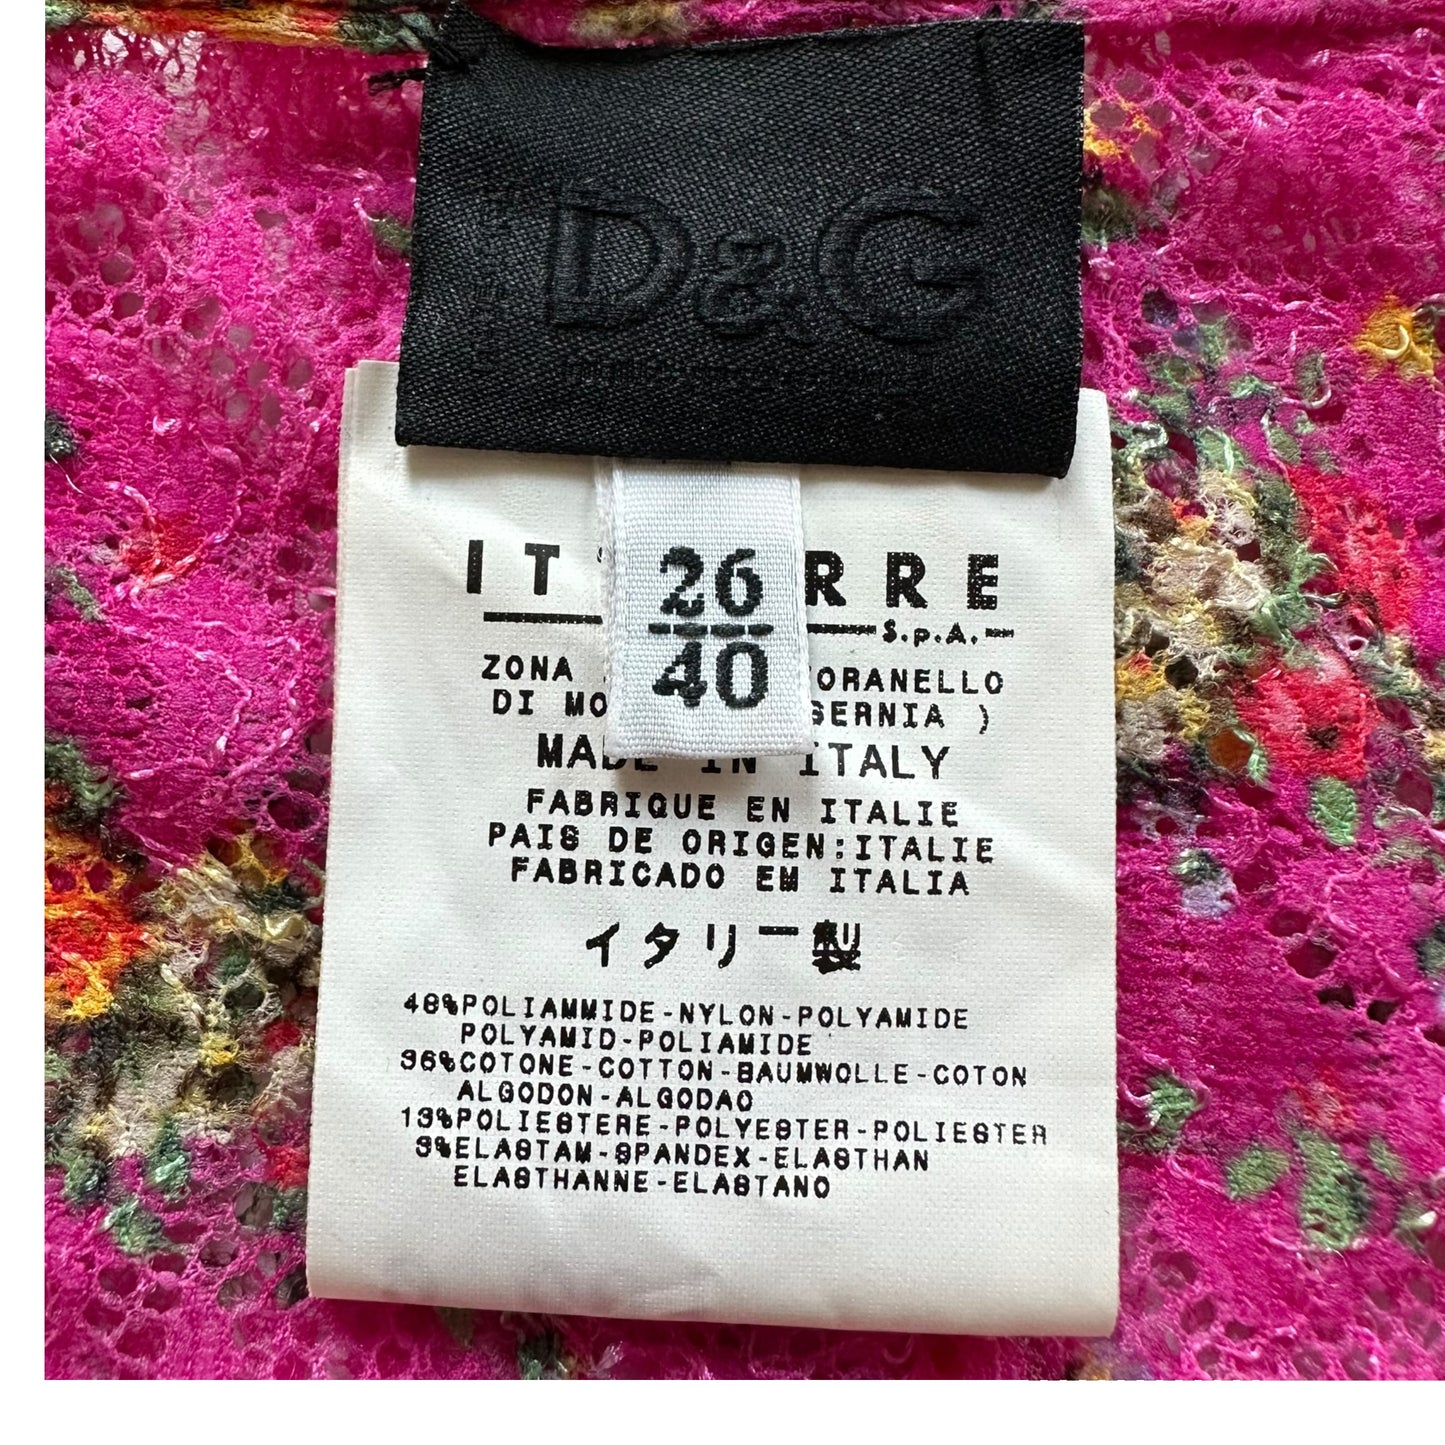 D&G
26
40
IT RRE
S.p.A.
ZONA ORANELLO
DI MO SERNIA )
MADE IN ITALY
FABRIQUE EN ITALIE
PAIS DE ORIGEN:ITALIE
FABRICADO EM ITALIA
イタリー製
48%POLIAMMIDE-NYLON-POLYAMIDE
POLYAMID-POLIAMIDE
36%COTONE-COTTON-BAUMWOLLE-COTON
ALGODON-ALGODAO
13%POLIESTERE-POLYESTER-POLIESTER
3%ELASTAM-SPANDEX-ELASTHAN
ELASTHANNE-ELASTANO